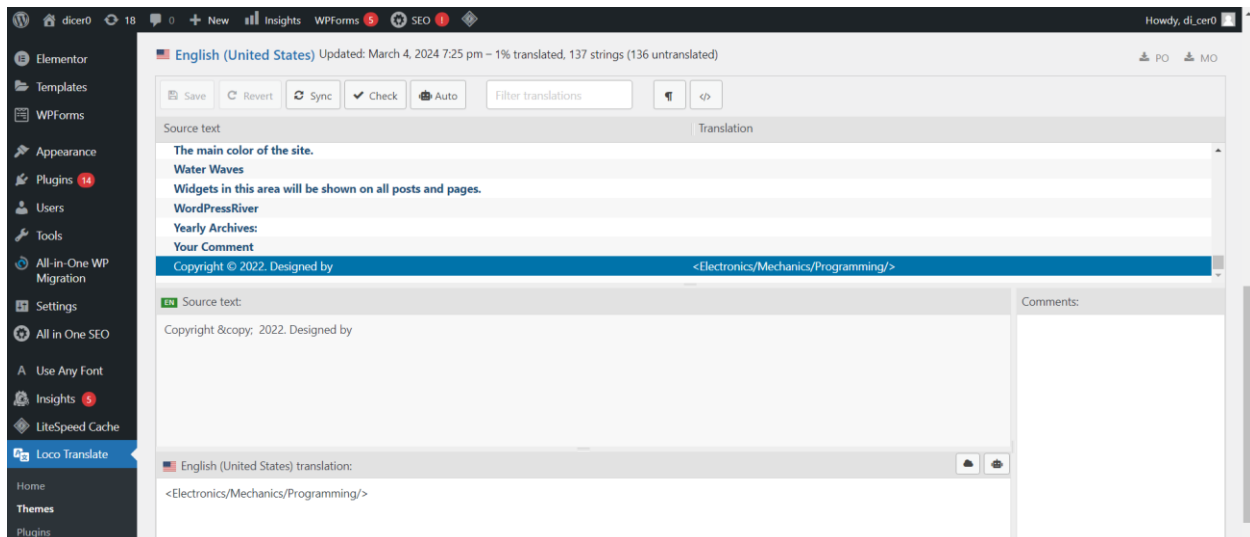 dicer0 18 0 New Insights WPForms 5 SEO 1 Howdy, di_cer0
Elementor
Templates
WPForms
Appearance
Plugins 14
Users
Tools
All-in-One WP
Migration
Settings
All in One SEO
Use Any Font
Insights 5
LiteSpeed Cache
Loco Translate
Home
Themes
Plugins
English (United States) Updated: March 4, 2024 7:25 pm – 1% translated, 137 strings (136 untranslated) PO MO
Save Revert Sync Check Auto Filter translations ¶ </>
Source text Translation
The main color of the site.
Water Waves
Widgets in this area will be shown on all posts and pages.
WordPressRiver
Yearly Archives:
Your Comment
Copyright © 2022. Designed by <Electronics/Mechanics/Programming/>
EN Source text: Comments:
Copyright &copy; 2022. Designed by
English (United States) translation:
<Electronics/Mechanics/Programming/>